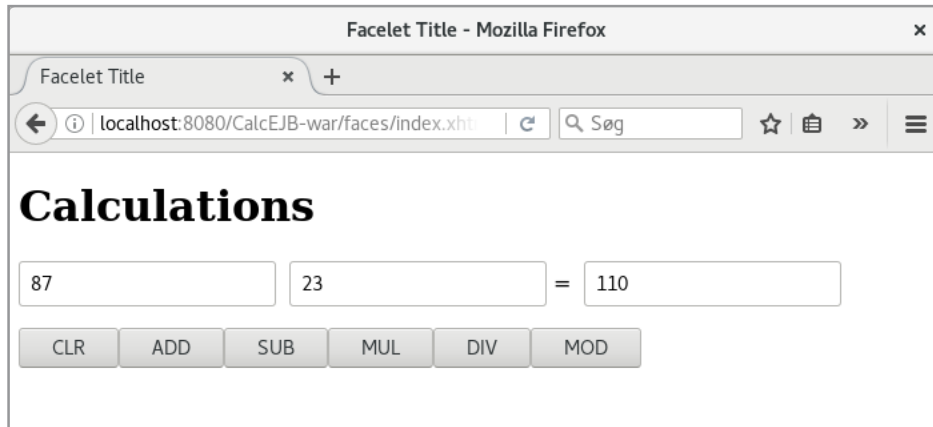 Facelet Title - Mozilla Firefox ×
Facelet Title × +
localhost:8080/CalcEJB-war/faces/index.xht Søg »
Calculations
87 23 = 110
CLR ADD SUB MUL DIV MOD